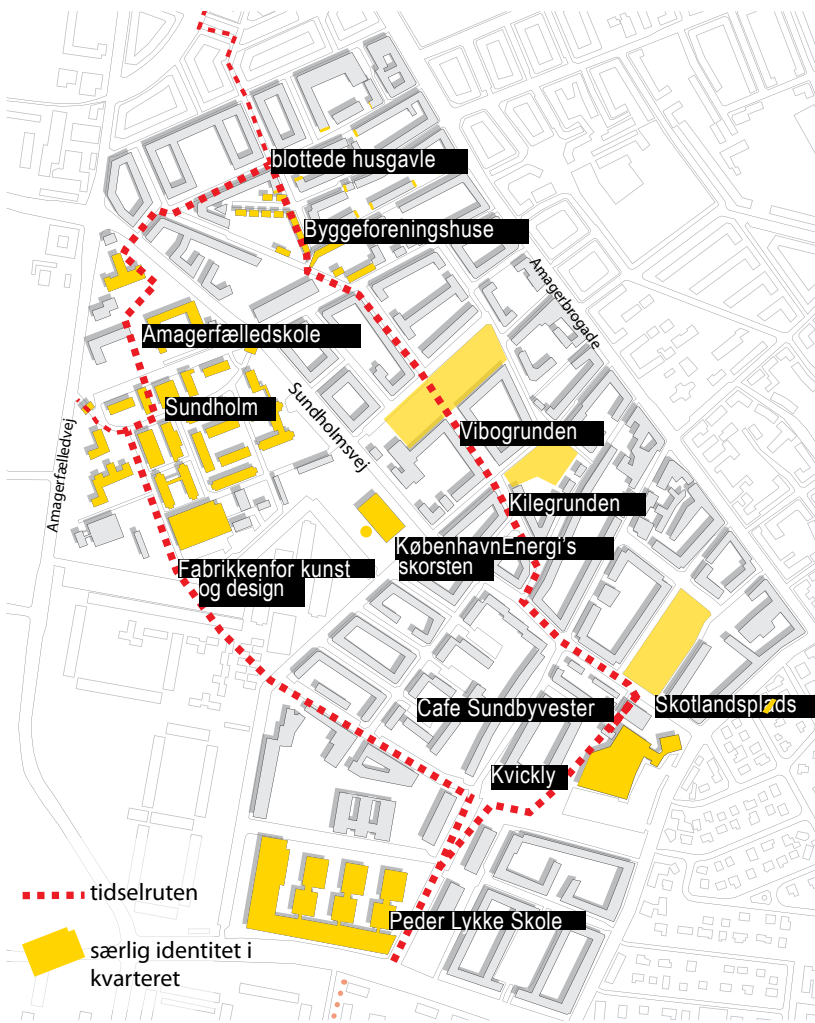 blottede husgavle
Byggeforeningshuse
Amagerbrogade
Amagerfælledskole
Sundholm
Sundholmsvej
Vibogrunden
Amagerfælledvej
Kilegrunden
KøbenhavnEnergi's
skorsten
Fabrikkenfor kunst
og design
Cafe Sundbyvester
Skotlandsplads
Kvickly
tidselruten
Peder Lykke Skole
særlig identitet i
kvarteret